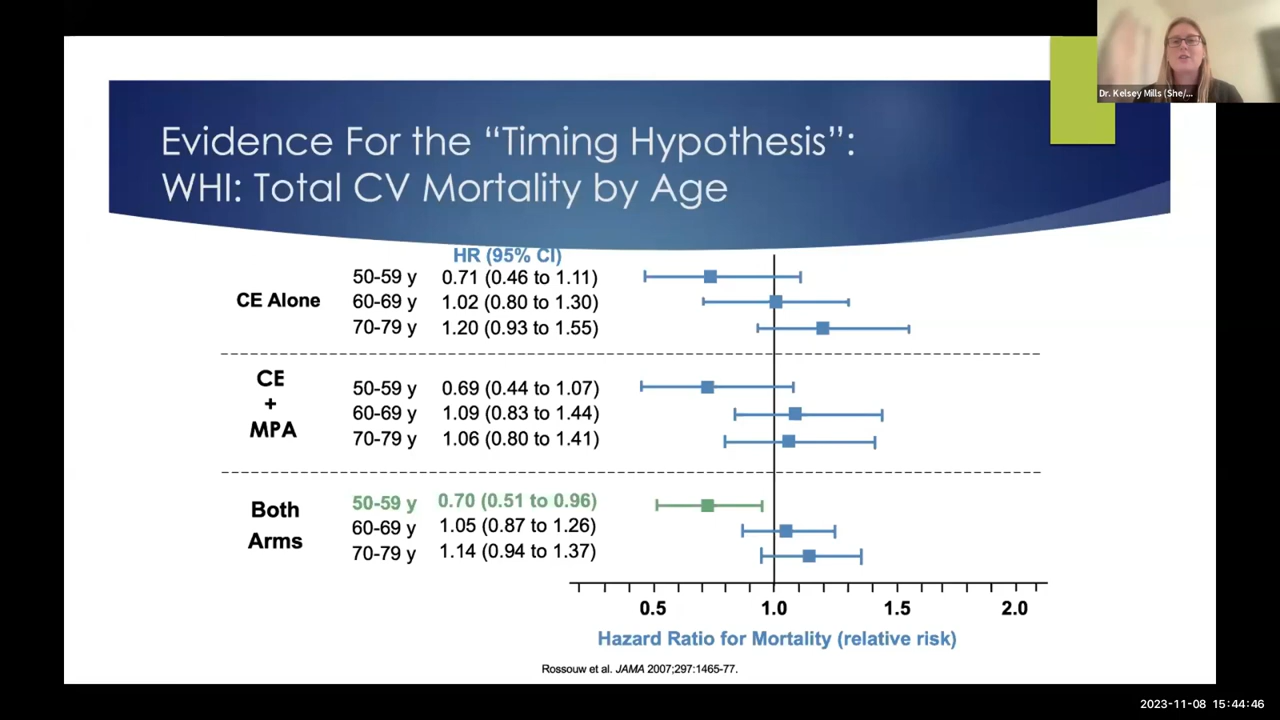 Dr. Kelsey Mills (She/...
Evidence For the “Timing Hypothesis”:
WHI: Total CV Mortality by Age
HR (95% CI)
CE Alone
50-59 y 0.71 (0.46 to 1.11)
60-69 y 1.02 (0.80 to 1.30)
70-79 y 1.20 (0.93 to 1.55)
CE
+
MPA
50-59 y 0.69 (0.44 to 1.07)
60-69 y 1.09 (0.83 to 1.44)
70-79 y 1.06 (0.80 to 1.41)
Both
Arms
50-59 y 0.70 (0.51 to 0.96)
60-69 y 1.05 (0.87 to 1.26)
70-79 y 1.14 (0.94 to 1.37)
0.5 1.0 1.5 2.0
Hazard Ratio for Mortality (relative risk)
Rossouw et al. JAMA 2007;297:1465-77.
2023-11-08 15:44:46